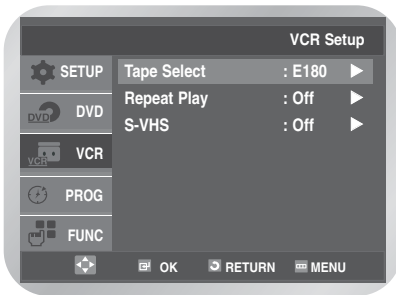 VCR Setup
SETUP
Tape Select : E180
Repeat Play : Off
DVD DVD
S-VHS : Off
VCR VCR
PROG
FUNC
OK RETURN MENU